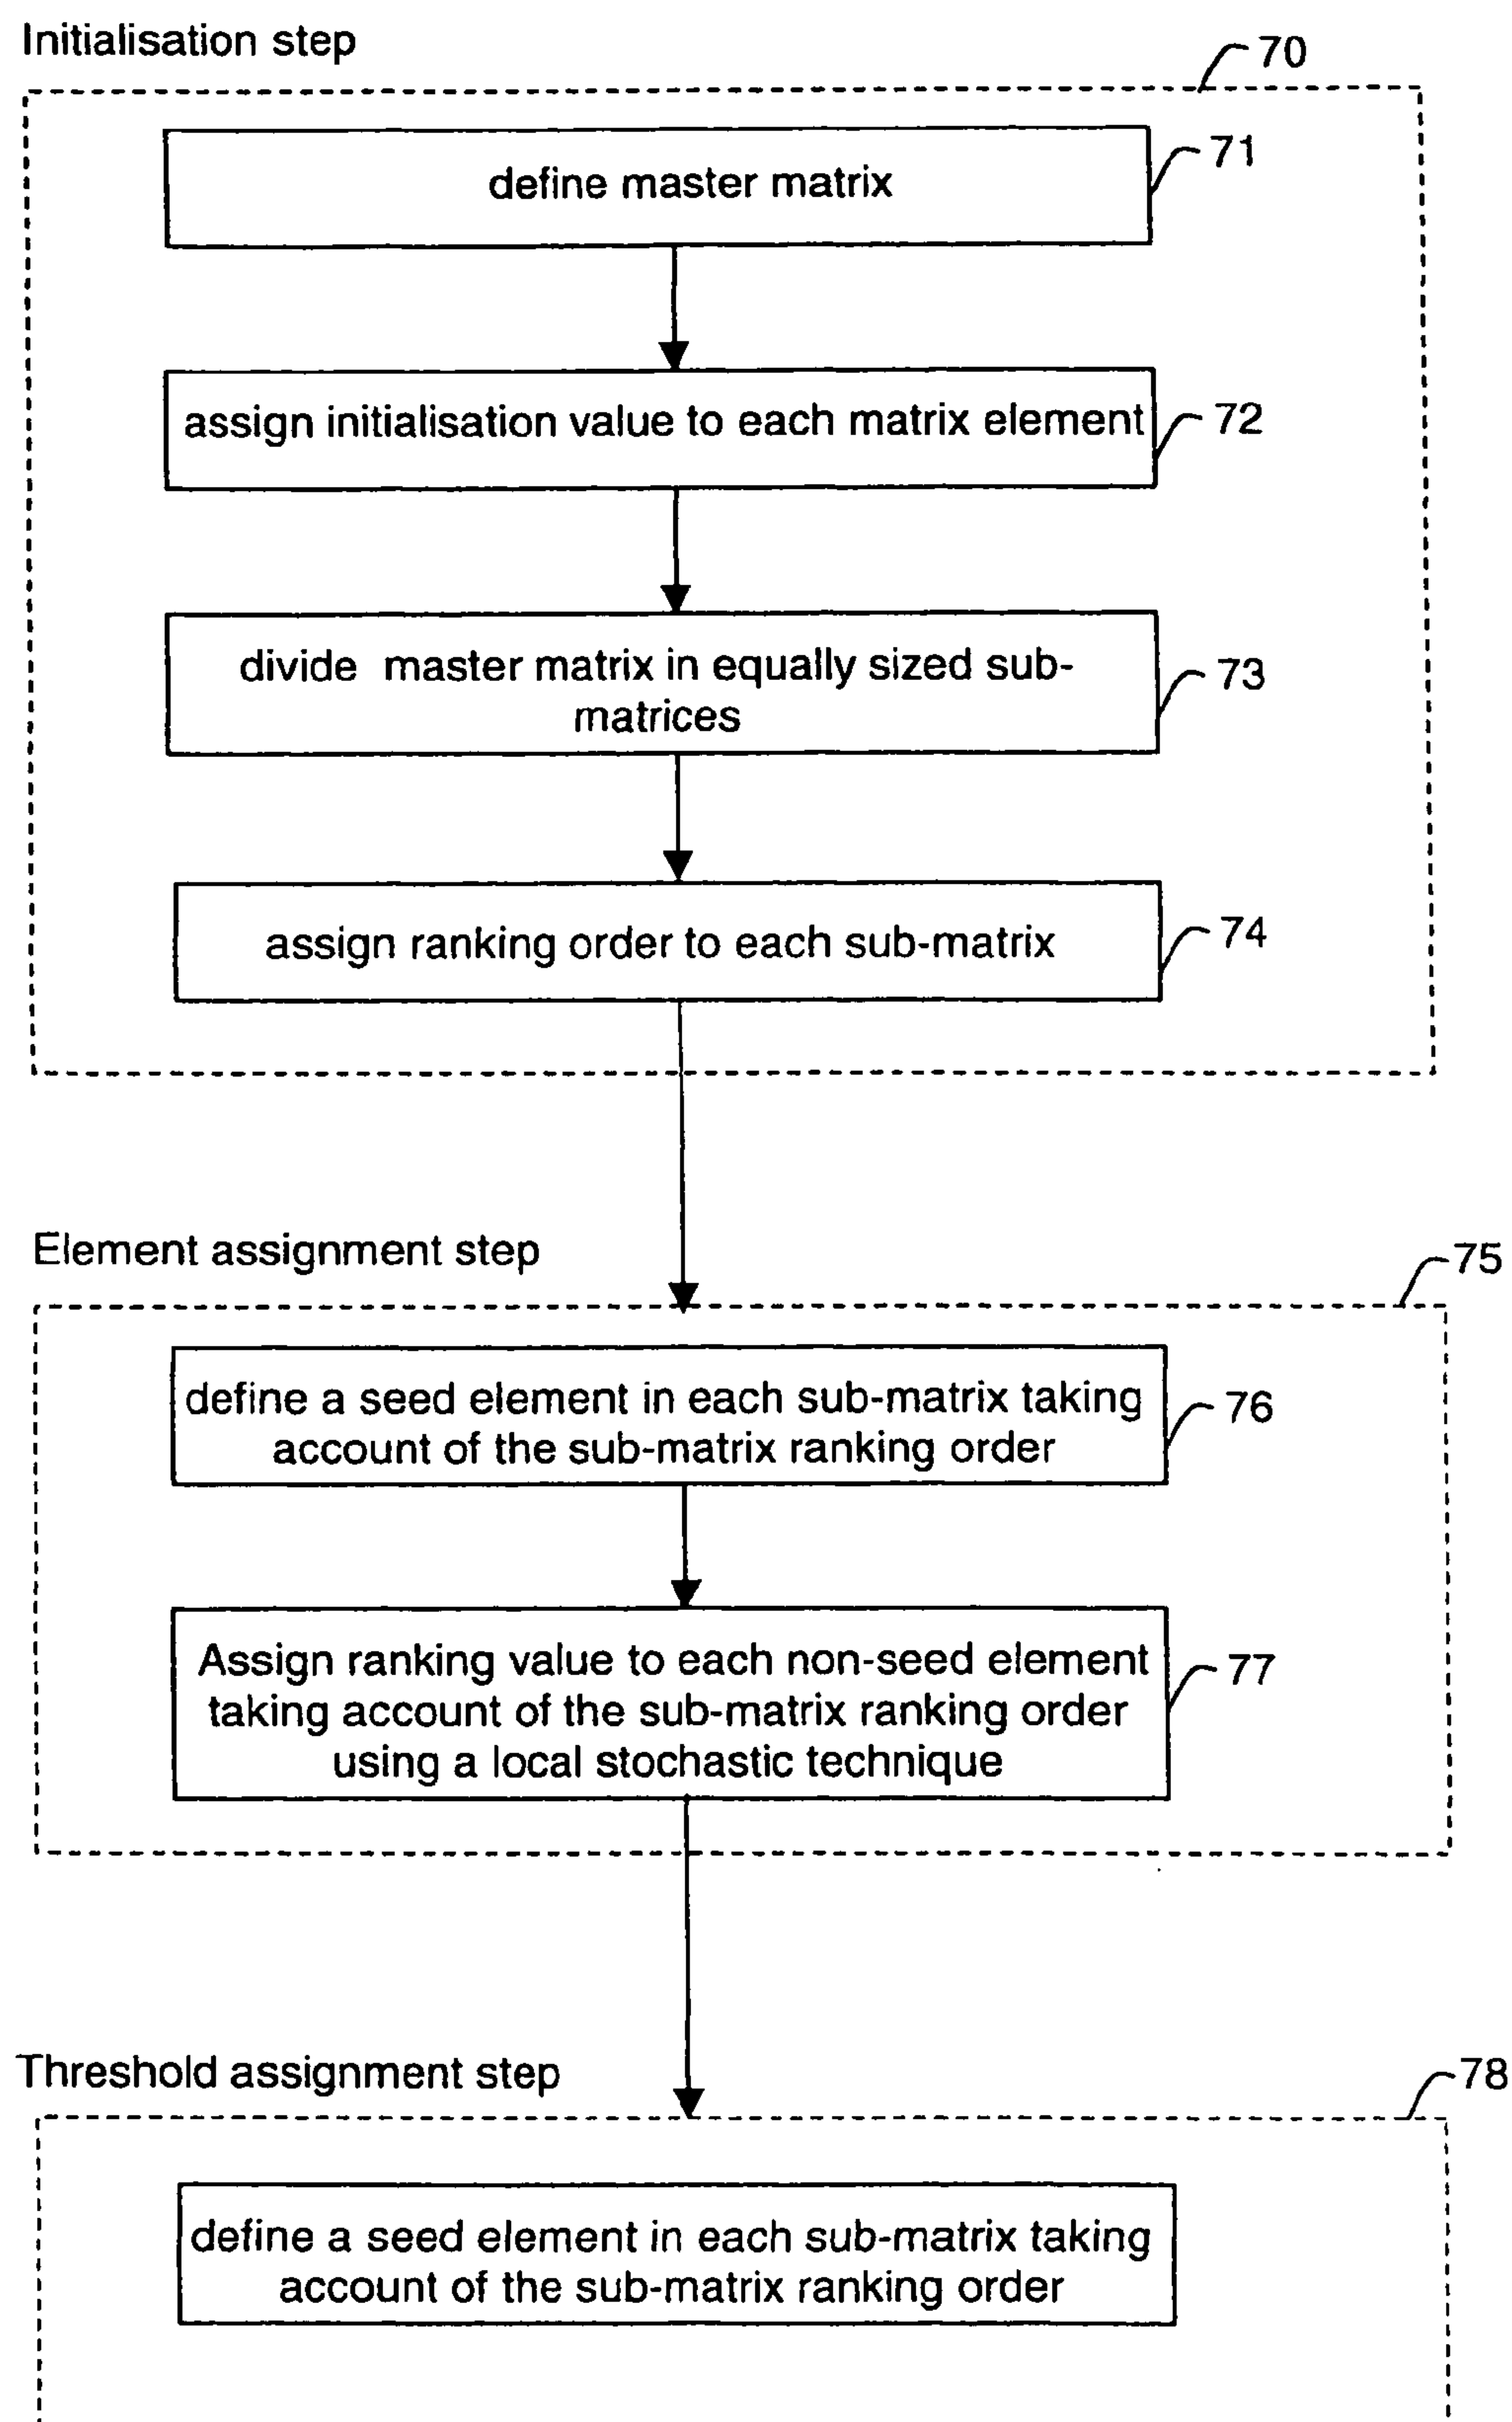 Initialisation step
70
define master matrix
71
assign initialisation value to each matrix element
72
divide master matrix in equally sized sub-
matrices
73
assign ranking order to each sub-matrix
74
Element assignment step
75
define a seed element in each sub-matrix taking
account of the sub-matrix ranking order
76
Assign ranking value to each non-seed element
taking account of the sub-matrix ranking order
using a local stochastic technique
77
Threshold assignment step
78
define a seed element in each sub-matrix taking
account of the sub-matrix ranking order